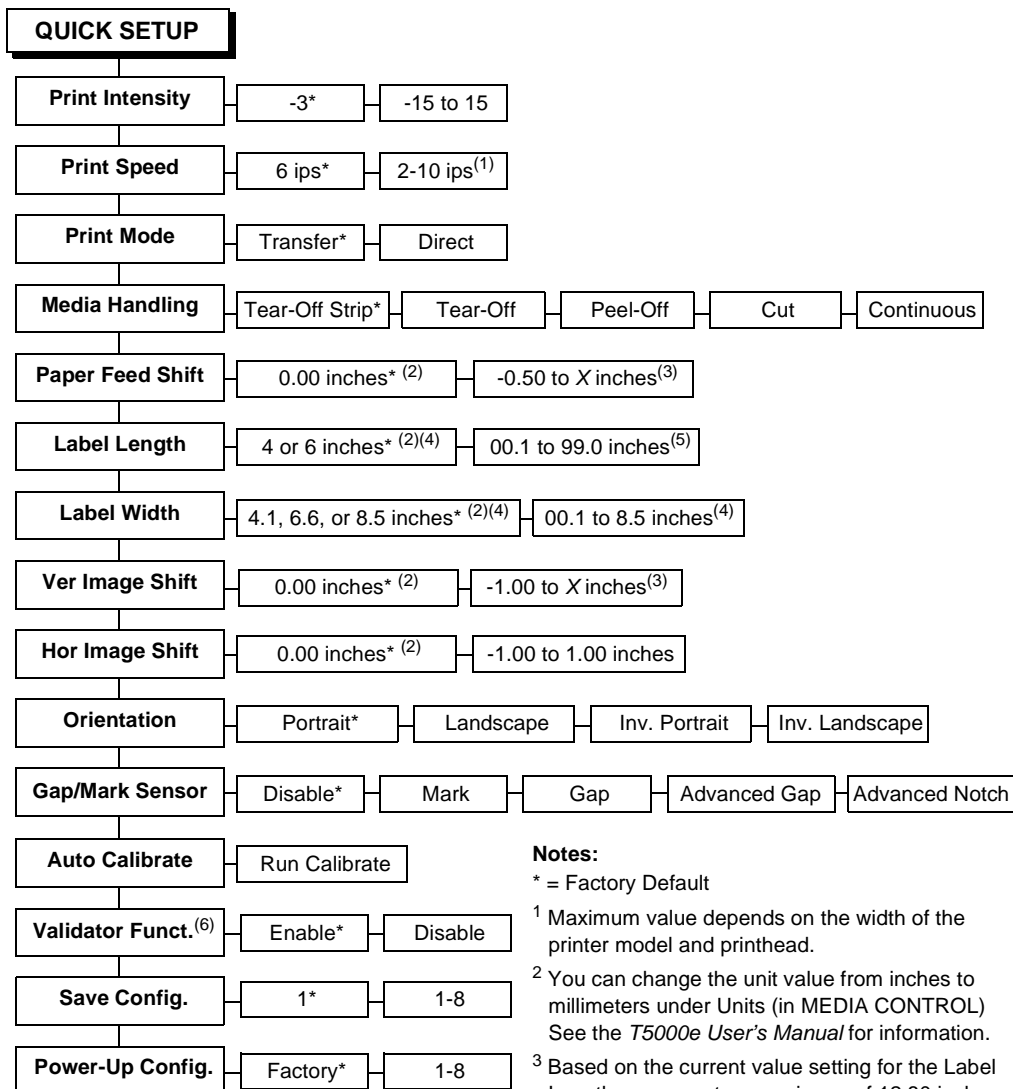 QUICK SETUP
Print Intensity -3* -15 to 15
Print Speed 6 ips* 2-10 ips(1)
Print Mode Transfer* Direct
Media Handling Tear-Off Strip* Tear-Off Peel-Off Cut Continuous
Paper Feed Shift 0.00 inches* (2) -0.50 to X inches(3)
Label Length 4 or 6 inches* (2)(4) 00.1 to 99.0 inches(5)
Label Width 4.1, 6.6, or 8.5 inches* (2)(4) 00.1 to 8.5 inches(4)
Ver Image Shift 0.00 inches* (2) -1.00 to X inches(3)
Hor Image Shift 0.00 inches* (2) -1.00 to 1.00 inches
Orientation Portrait* Landscape Inv. Portrait Inv. Landscape
Gap/Mark Sensor Disable* Mark Gap Advanced Gap Advanced Notch
Auto Calibrate Run Calibrate
Validator Funct.(6) Enable* Disable
Save Config. 1* 1-8
Power-Up Config. Factory* 1-8
Notes:
* = Factory Default
1 Maximum value depends on the width of the
printer model and printhead.
2 You can change the unit value from inches to
millimeters under Units (in MEDIA CONTROL)
See the T5000e User's Manual for information.
3 Based on the current value setting for the Label